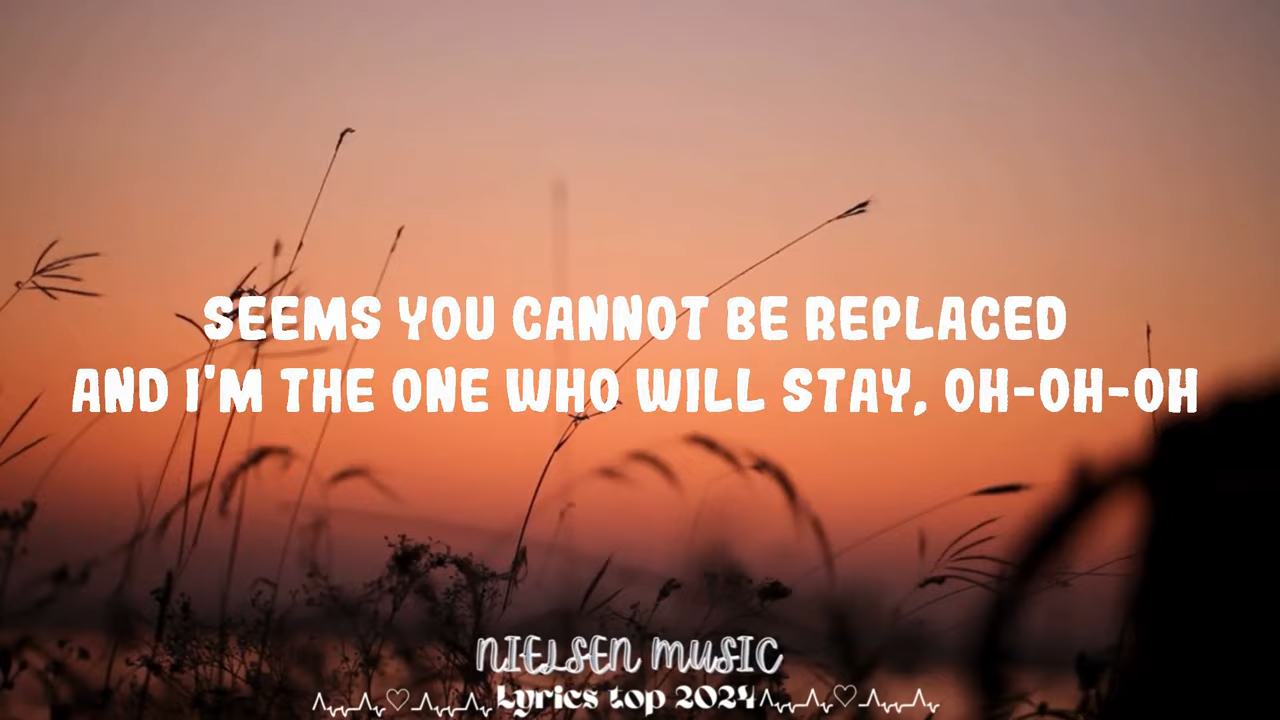 SEEMS YOU CANNOT BE REPLACED
AND I'M THE ONE WHO WILL STAY, OH-OH-OH
NIELSEN MUSIC
Lyrics top 2024